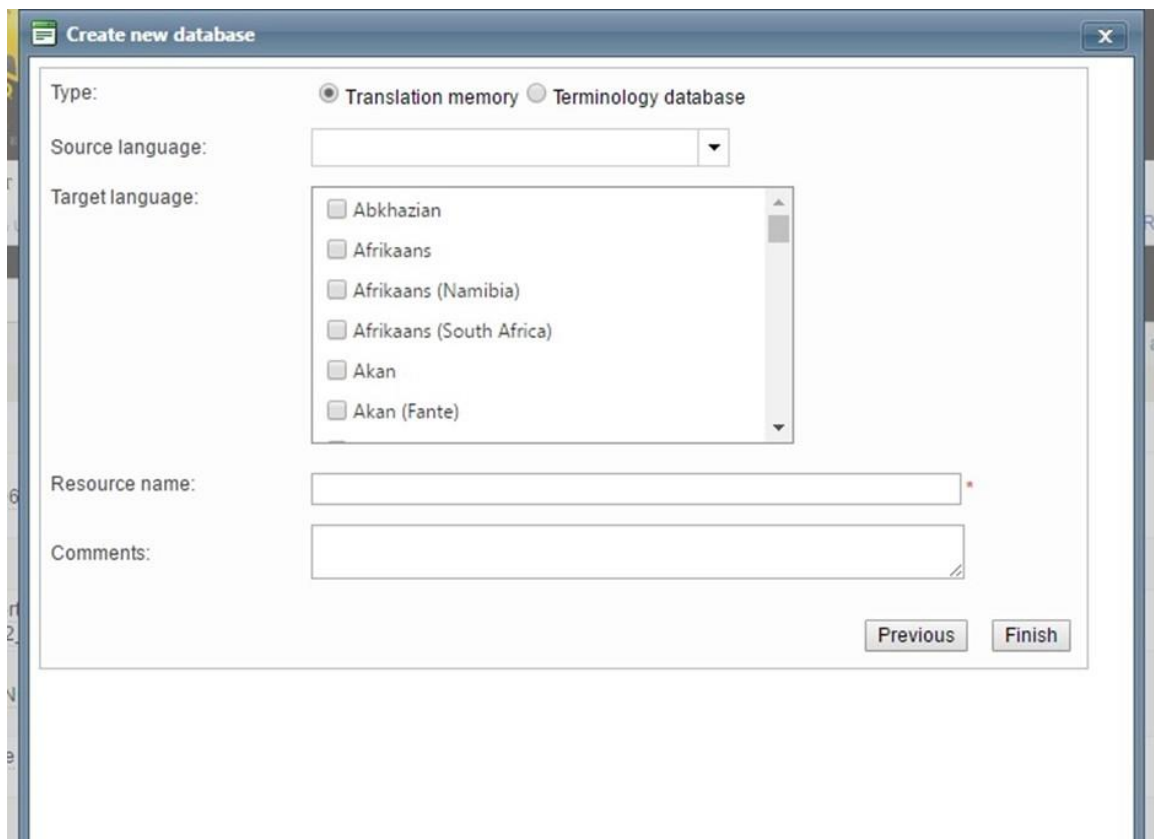 Create new database
x
Type:
Translation memory Terminology database
Source language:
Target language:
Abkhazian
Afrikaans
Afrikaans (Namibia)
Afrikaans (South Africa)
Akan
Akan (Fante)
Resource name:
*
Comments:
Previous Finish